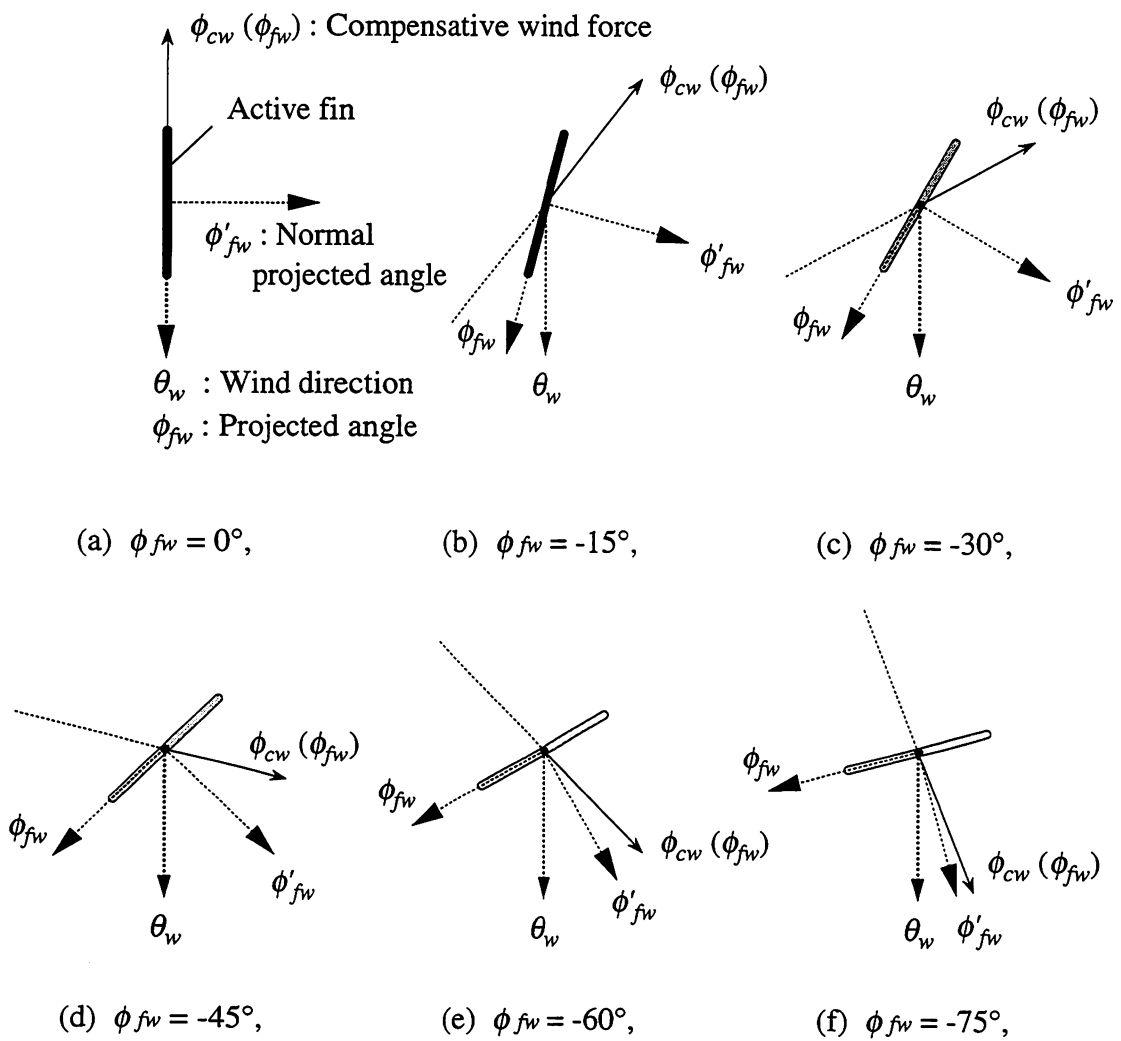 ϕcw (ϕfw) : Compensative wind force
Active fin
ϕ'fw : Normal
projected angle
θw : Wind direction
ϕfw : Projected angle
ϕcw (ϕfw)
ϕ'fw
ϕfw
θw
ϕcw (ϕfw)
ϕ'fw
ϕfw
θw
(a) ϕfw = 0°,
(b) ϕfw = -15°,
(c) ϕfw = -30°,
ϕcw (ϕfw)
ϕfw
ϕ'fw
θw
ϕfw
ϕcw (ϕfw)
ϕ'fw
θw
ϕfw
ϕcw (ϕfw)
θw
ϕ'fw
(d) ϕfw = -45°,
(e) ϕfw = -60°,
(f) ϕfw = -75°,